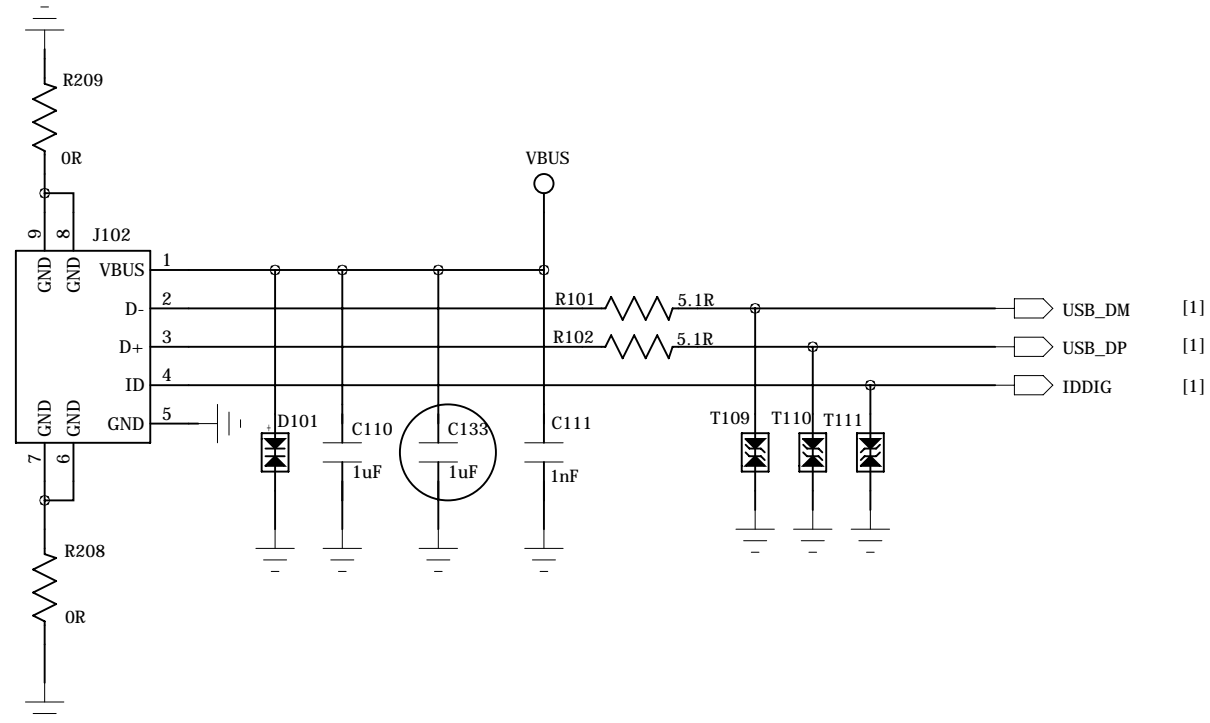 R209
0R
VBUS
9
8
J102
GND
GND
VBUS
1
D-
2
R101
5.1R
USB_DM
[1]
D+
3
R102
5.1R
USB_DP
[1]
ID
4
IDDIG
[1]
GND
GND
GND
5
+
D101
C110
1uF
C133
1uF
C111
1nF
T109
T110
T111
7
6
R208
0R